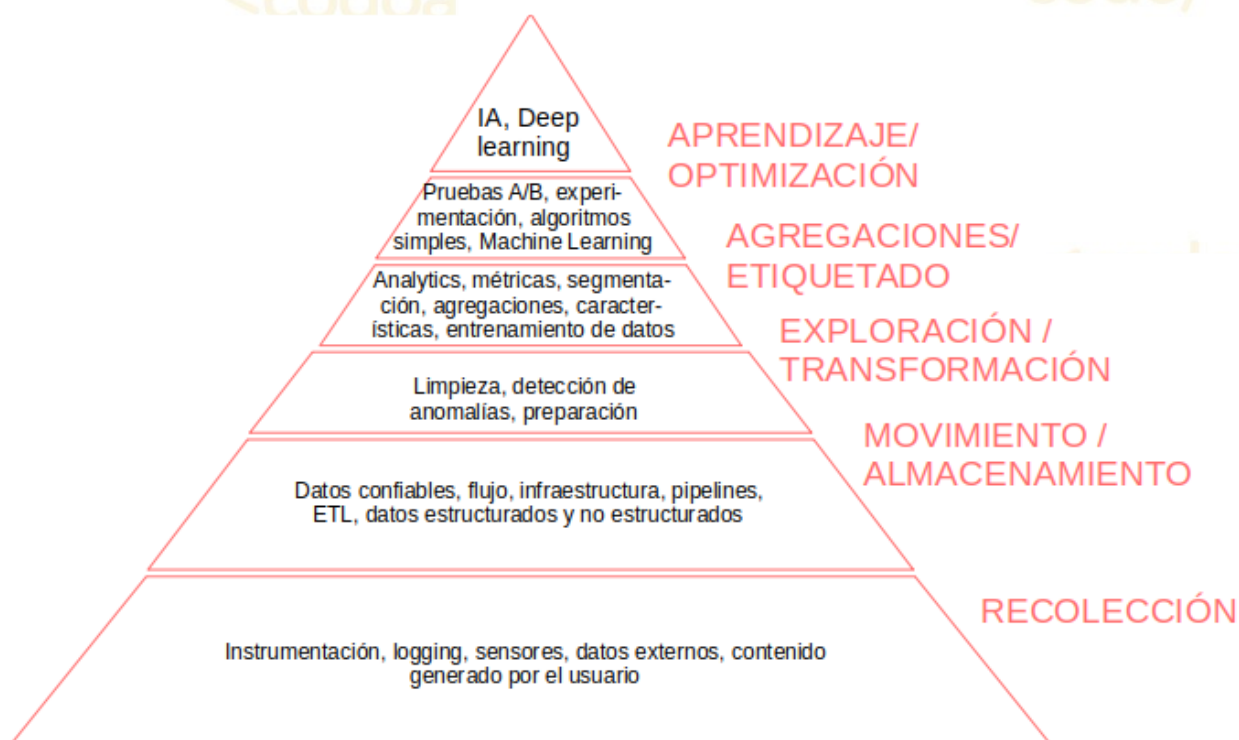 IA, Deep
learning
APRENDIZAJE/
OPTIMIZACIÓN
Pruebas A/B, experi-
mentación, algoritmos
simples, Machine Learning
AGREGACIONES/
ETIQUETADO
Analytics, métricas, segmenta-
ción, agregaciones, caracter-
ísticas, entrenamiento de datos
EXPLORACIÓN /
TRANSFORMACIÓN
Limpieza, detección de
anomalías, preparación
MOVIMIENTO /
ALMACENAMIENTO
Datos confiables, flujo, infraestructura, pipelines,
ETL, datos estructurados y no estructurados
RECOLECCIÓN
Instrumentación, logging, sensores, datos externos, contenido
generado por el usuario